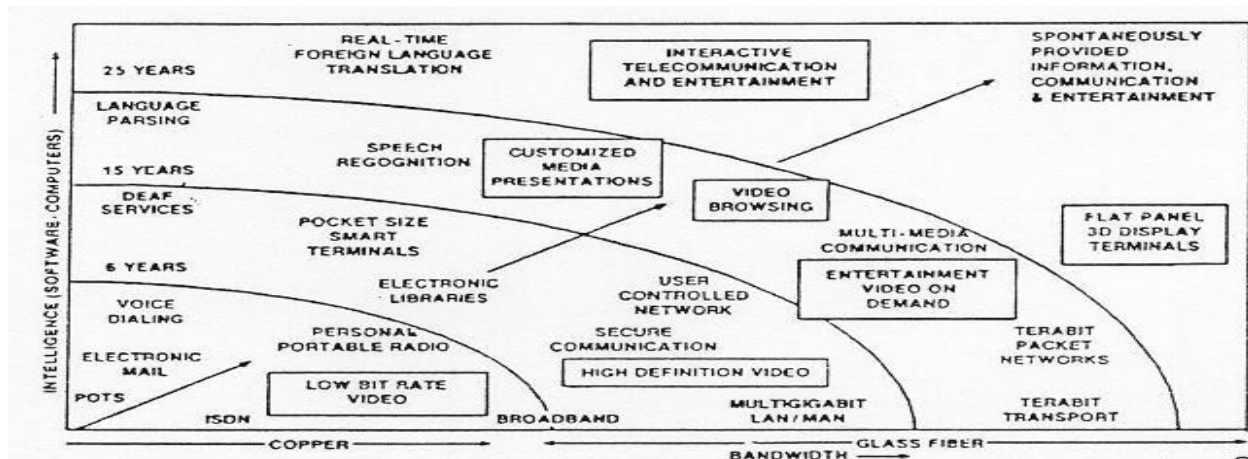 REAL-TIME
FOREIGN LANGUAGE
TRANSLATION
INTERACTIVE
TELECOMMUNICATION
AND ENTERTAINMENT
SPONTANEOUSLY
PROVIDED
INFORMATION,
COMMUNICATION
& ENTERTAINMENT
25 YEARS
LANGUAGE
PARSING
SPEECH
REGOGNITION
CUSTOMIZED
MEDIA
PRESENTATIONS
15 YEARS
DEAF
SERVICES
VIDEO
BROWSING
POCKET SIZE
SMART
TERMINALS
MULTI-MEDIA
COMMUNICATION
FLAT PANEL
3D DISPLAY
TERMINALS
6 YEARS
ELECTRONIC
LIBRARIES
USER
CONTROLLED
NETWORK
ENTERTAINMENT
VIDEO ON
DEMAND
VOICE
DIALING
PERSONAL
PORTABLE RADIO
SECURE
COMMUNICATION
TERABIT
PACKET
NETWORKS
ELECTRONIC
MAIL
LOW BIT RATE
VIDEO
HIGH DEFINITION VIDEO
POTS
ISDN
BROADBAND
MULTIGIGABIT
LAN/MAN
TERABIT
TRANSPORT
COPPER
GLASS FIBER
BANDWIDTH
INTELLIGENCE (SOFTWARE-COMPUTERS)